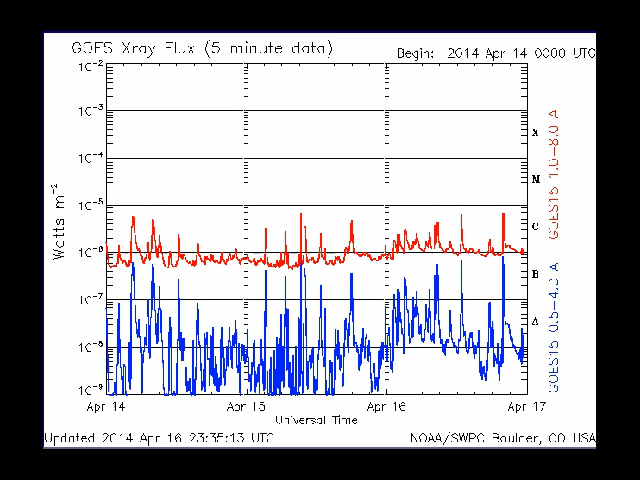 GOES Xray Flux (5 minute data)
Begin: 2014 Apr 14 0000 UTC
10-2
10-3
10-4
10-5
10-6
10-7
10-8
10-9
Watts m-2
X
M
C
B
A
GOES15 1.0-8.0 A
GOES15 0.5-4.0 A
Apr 14
Apr 15
Apr 16
Apr 17
Universal Time
Updated 2014 Apr 16 23:35:13 UTC
NOAA/SWPC Boulder, CO USA